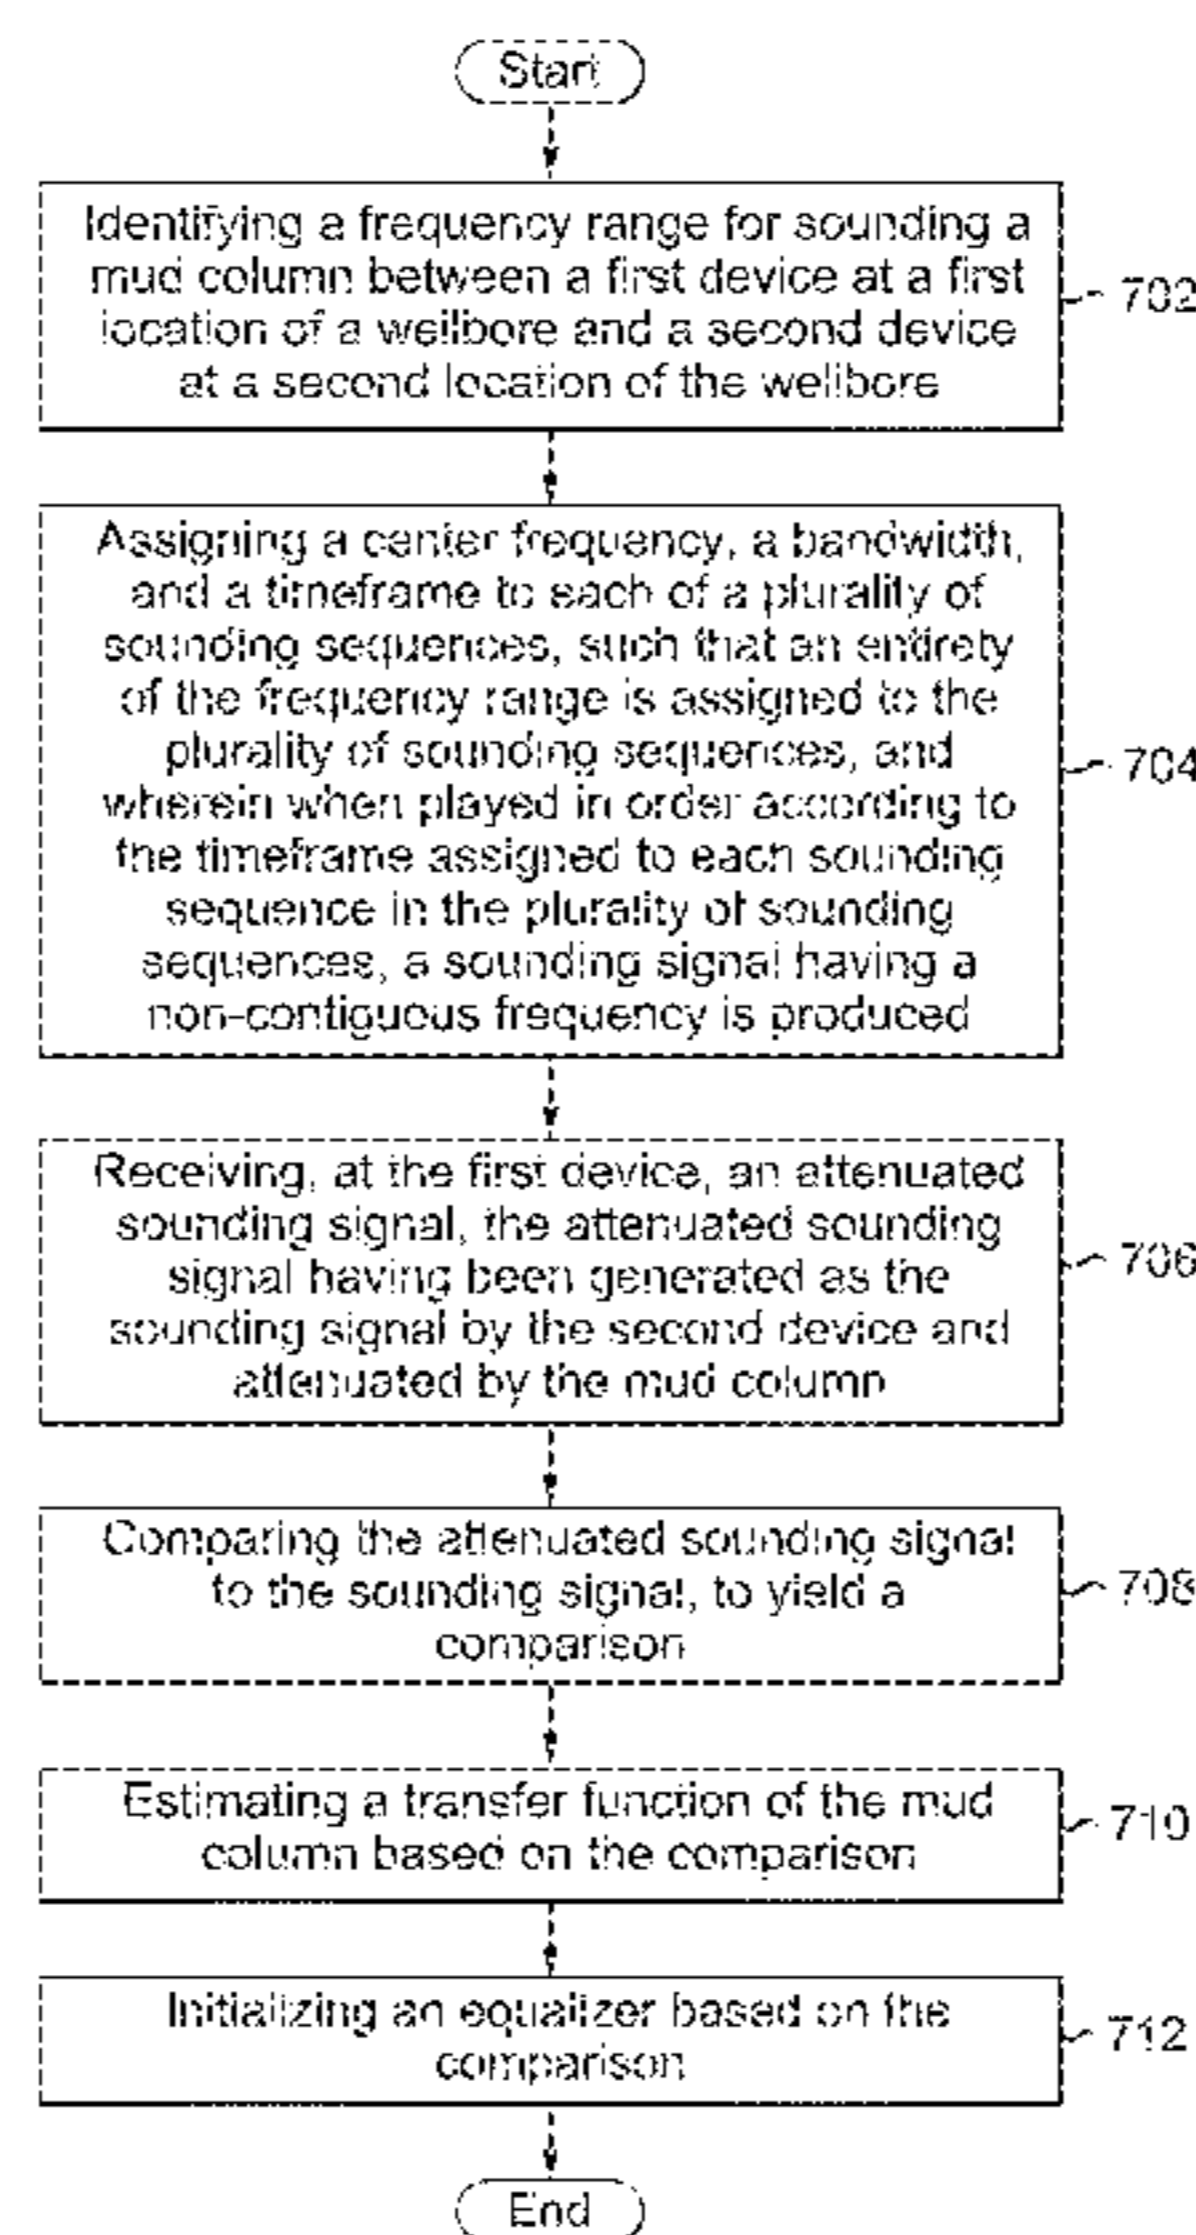 Start
Identifying a frequency range for sounding a
mud column between a first device at a first
location of a wellbore and a second device
at a second location of the wellbore
702
Assigning a center frequency, a bandwidth,
and a timeframe to each of a plurality of
sounding sequences, such that an entirety
of the frequency range is assigned to the
plurality of sounding sequences, and
wherein when played in order according to
the timeframe assigned to each sounding
sequence in the plurality of sounding
sequences, a sounding signal having a
non-contiguous frequency is produced
704
Receiving, at the first device, an attenuated
sounding signal, the attenuated sounding
signal having been generated as the
sounding signal by the second device and
attenuated by the mud column
706
Comparing the attenuated sounding signal
to the sounding signal, to yield a
comparison
708
Estimating a transfer function of the mud
column based on the comparison
710
Initializing an equalizer based on the
comparison
712
End